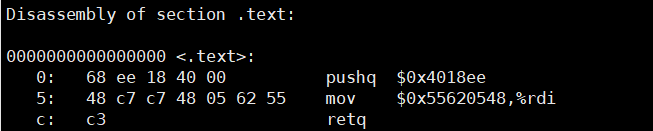 Disassembly of section .text:
0000000000000000 <.text>:
0: 68 ee 18 40 00 pushq $0x4018ee
5: 48 c7 c7 48 05 62 55 mov $0x55620548,%rdi
c: c3 retq